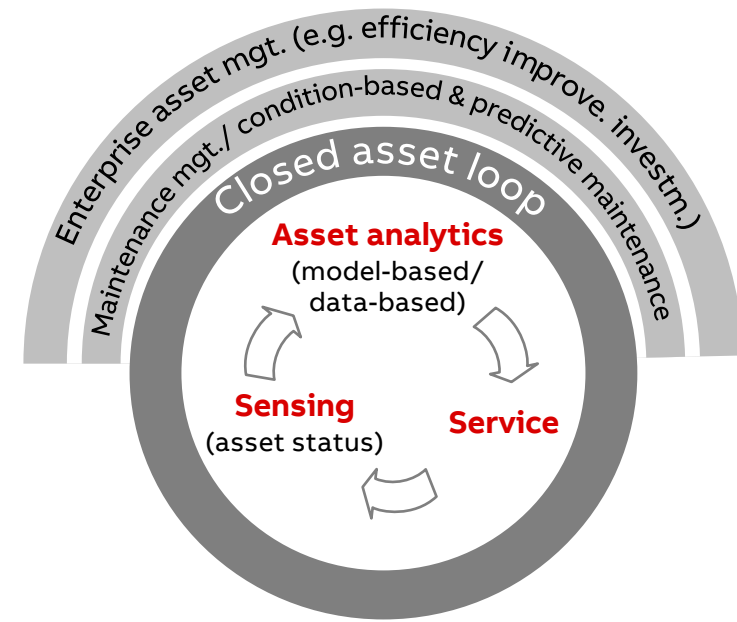 Enterprise asset mgt. (e.g. efficiency improve. investm.)
Maintenance mgt./ condition-based & predictive maintenance
Closed asset loop
Asset analytics
(model-based/
data-based)
Sensing
(asset status)
Service